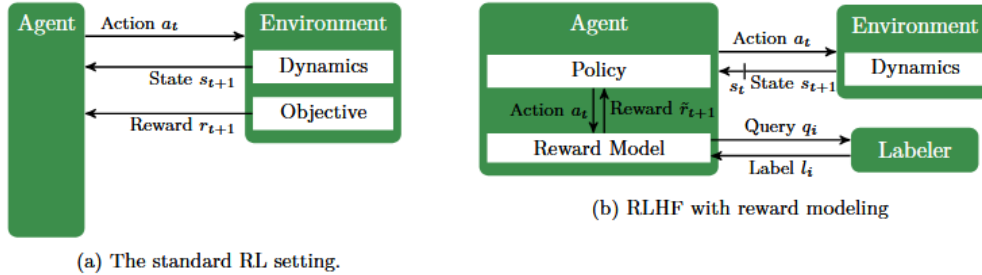 Agent
Action a_t
Environment
State s_{t+1}
Dynamics
Reward r_{t+1}
Objective
(a) The standard RL setting.
Agent
Action a_t
Environment
Policy
s_t State s_{t+1}
Dynamics
Action a_t
Reward r̃_{t+1}
Reward Model
Query q_i
Label l_i
Labeler
(b) RLHF with reward modeling